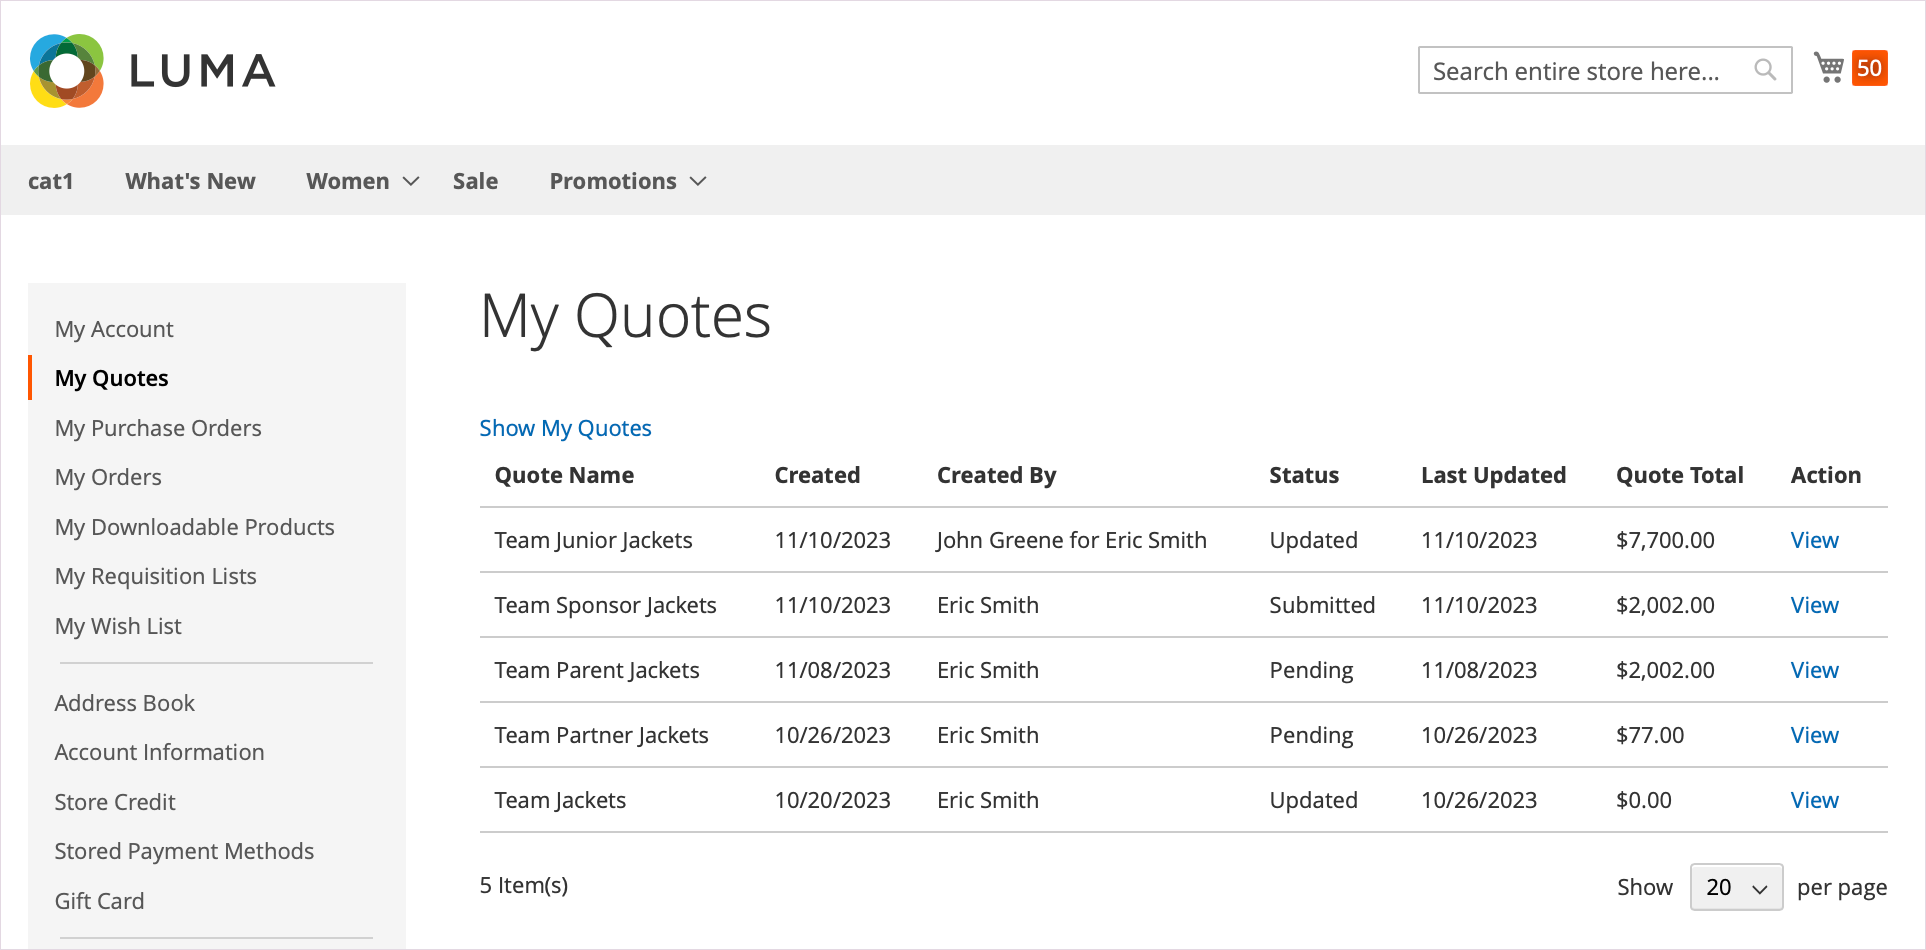 LUMA
Search entire store here...
50
cat1 What's New Women Sale Promotions
My Account
My Quotes
My Purchase Orders
My Orders
My Downloadable Products
My Requisition Lists
My Wish List
Address Book
Account Information
Store Credit
Stored Payment Methods
Gift Card
My Quotes
Show My Quotes
Quote Name Created Created By Status Last Updated Quote Total Action
Team Junior Jackets 11/10/2023 John Greene for Eric Smith Updated 11/10/2023 $7,700.00 View
Team Sponsor Jackets 11/10/2023 Eric Smith Submitted 11/10/2023 $2,002.00 View
Team Parent Jackets 11/08/2023 Eric Smith Pending 11/08/2023 $2,002.00 View
Team Partner Jackets 10/26/2023 Eric Smith Pending 10/26/2023 $77.00 View
Team Jackets 10/20/2023 Eric Smith Updated 10/26/2023 $0.00 View
5 Item(s)
Show 20 per page